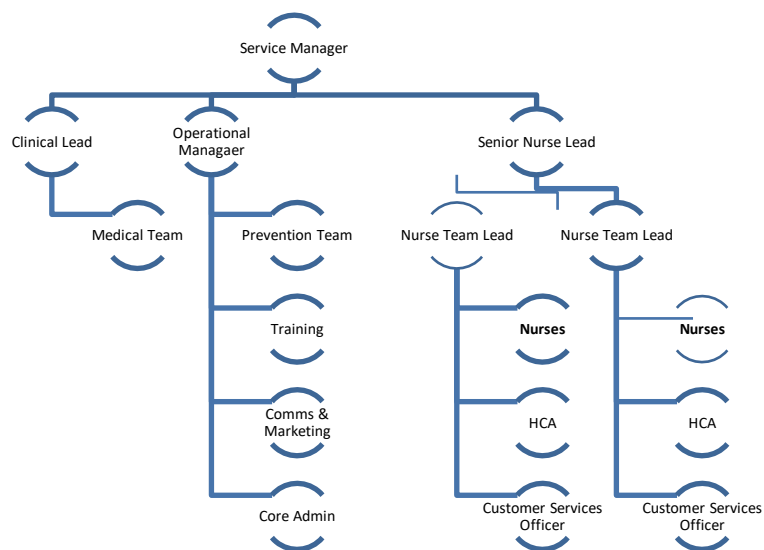 Service Manager
Clinical Lead
Operational
Managaer
Senior Nurse Lead
Medical Team
Prevention Team
Nurse Team Lead
Nurse Team Lead
Training
Nurses
Nurses
Comms &
Marketing
HCA
HCA
Core Admin
Customer Services
Officer
Customer Services
Officer